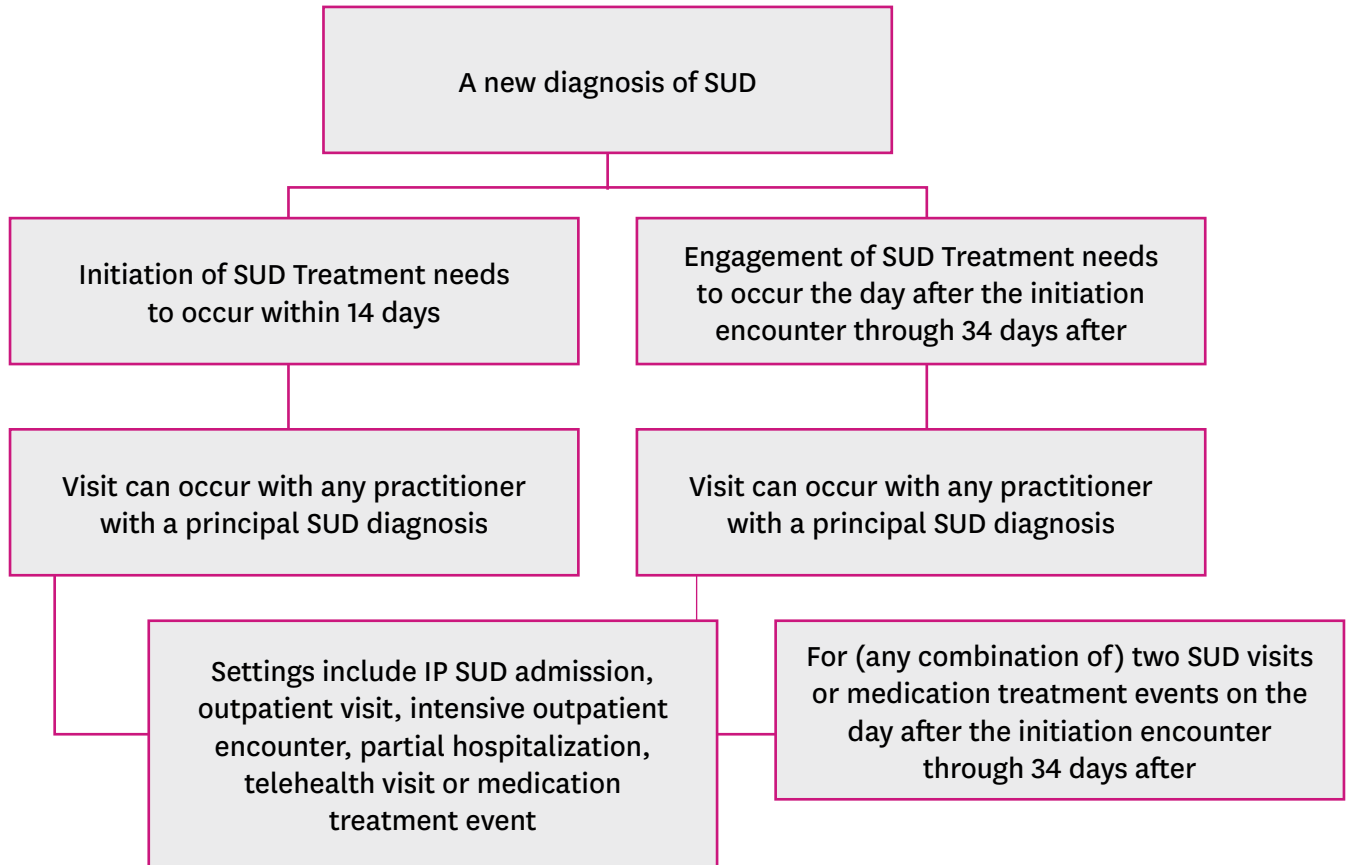 A new diagnosis of SUD
Initiation of SUD Treatment needs
to occur within 14 days
Engagement of SUD Treatment needs
to occur the day after the initiation
encounter through 34 days after
Visit can occur with any practitioner
with a principal SUD diagnosis
Visit can occur with any practitioner
with a principal SUD diagnosis
Settings include IP SUD admission,
outpatient visit, intensive outpatient
encounter, partial hospitalization,
telehealth visit or medication
treatment event
For (any combination of) two SUD visits
or medication treatment events on the
day after the initiation encounter
through 34 days after